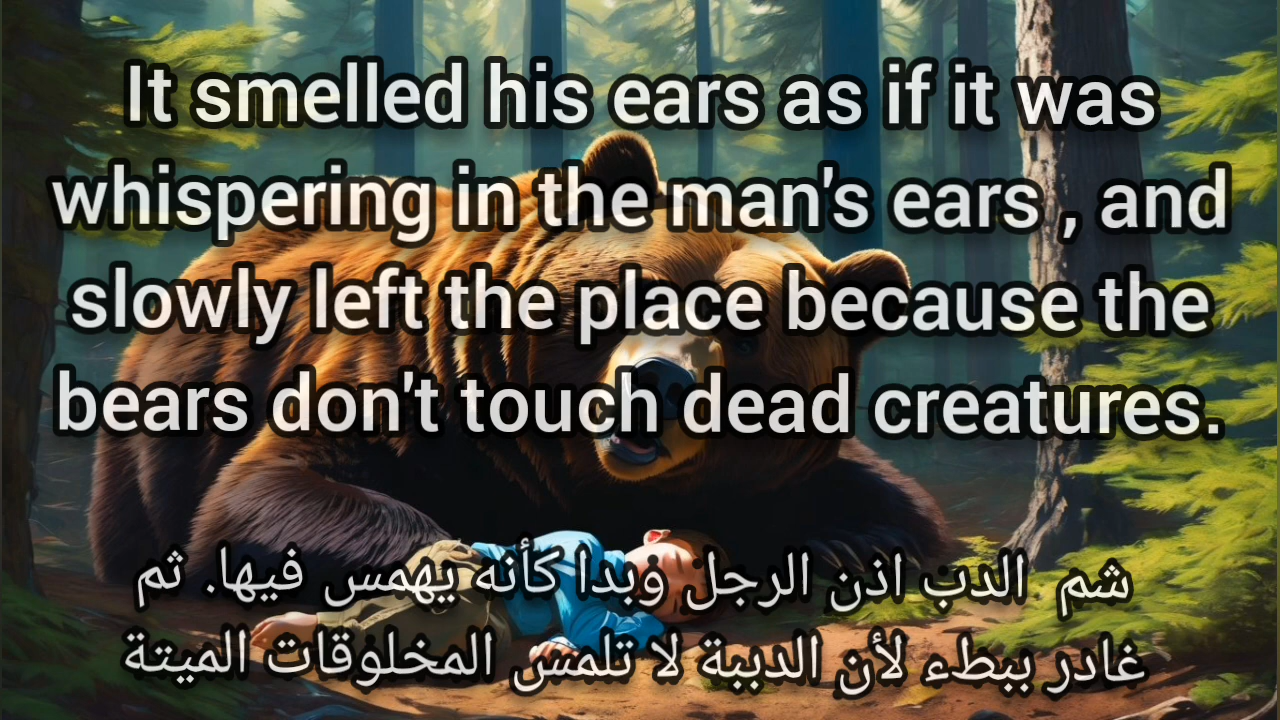 It smelled his ears as if it was
whispering in the man's ears , and
slowly left the place because the
bears don't touch dead creatures.
شم الدب اذن الرجل وبدا كأنه يهمس فيها. ثم
غادر ببطء لأن الدببة لا تلمس المخلوقات الميتة